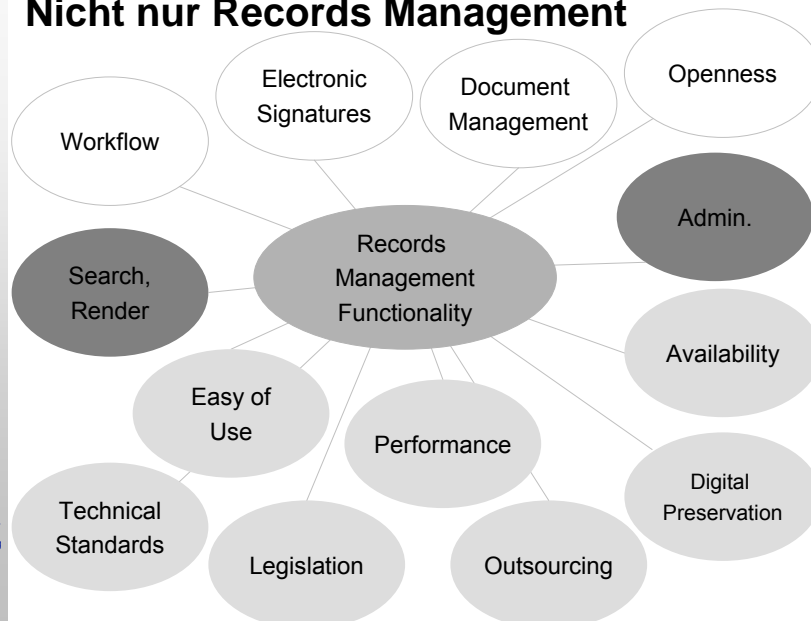 Nicht nur Records Management
Electronic
Signatures
Document
Management
Openness
Workflow
Admin.
Records
Management
Functionality
Search,
Render
Availability
Easy of
Use
Performance
Digital
Preservation
Technical
Standards
Legislation
Outsourcing